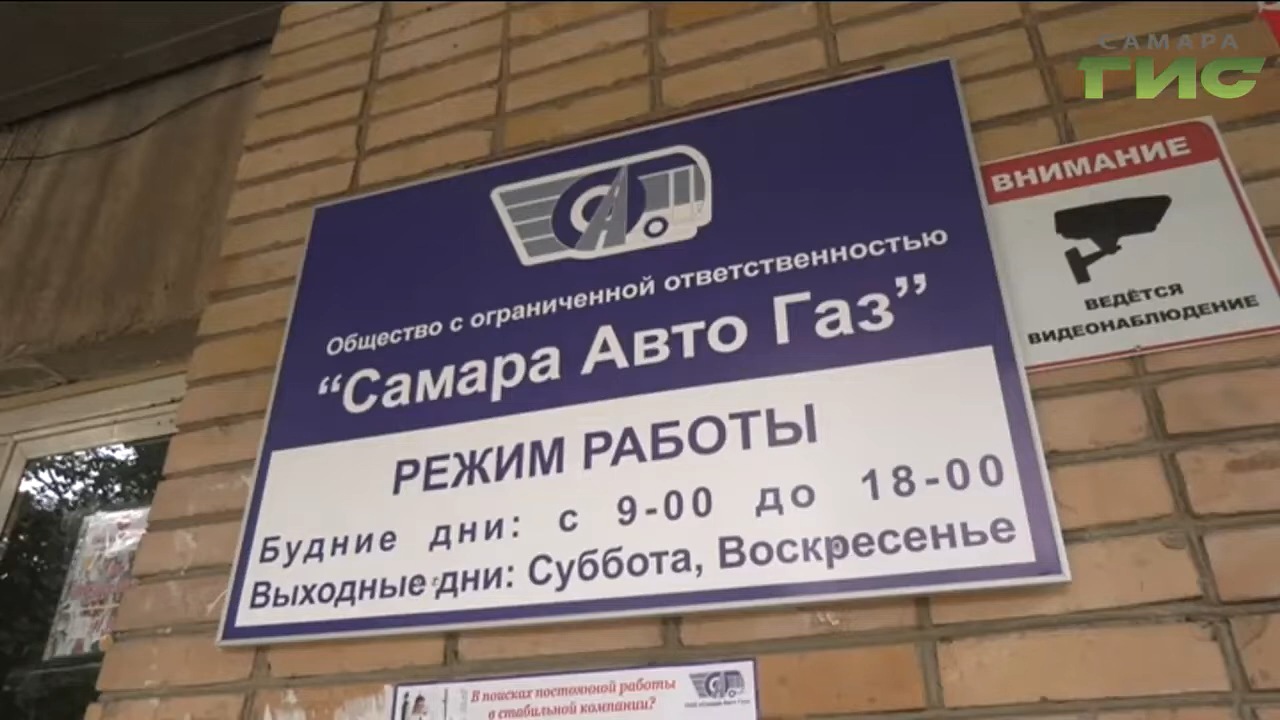 САМАРА
ГИС
Общество с ограниченной ответственностью
“Самара Авто Газ”
РЕЖИМ РАБОТЫ
Будние дни: с 9-00 до 18-00
Выходные дни: Суббота, Воскресенье
ВНИМАНИЕ
ВЕДЁТСЯ
ВИДЕОНАБЛЮДЕНИЕ
В поисках постоянной работы
в стабильной компании?